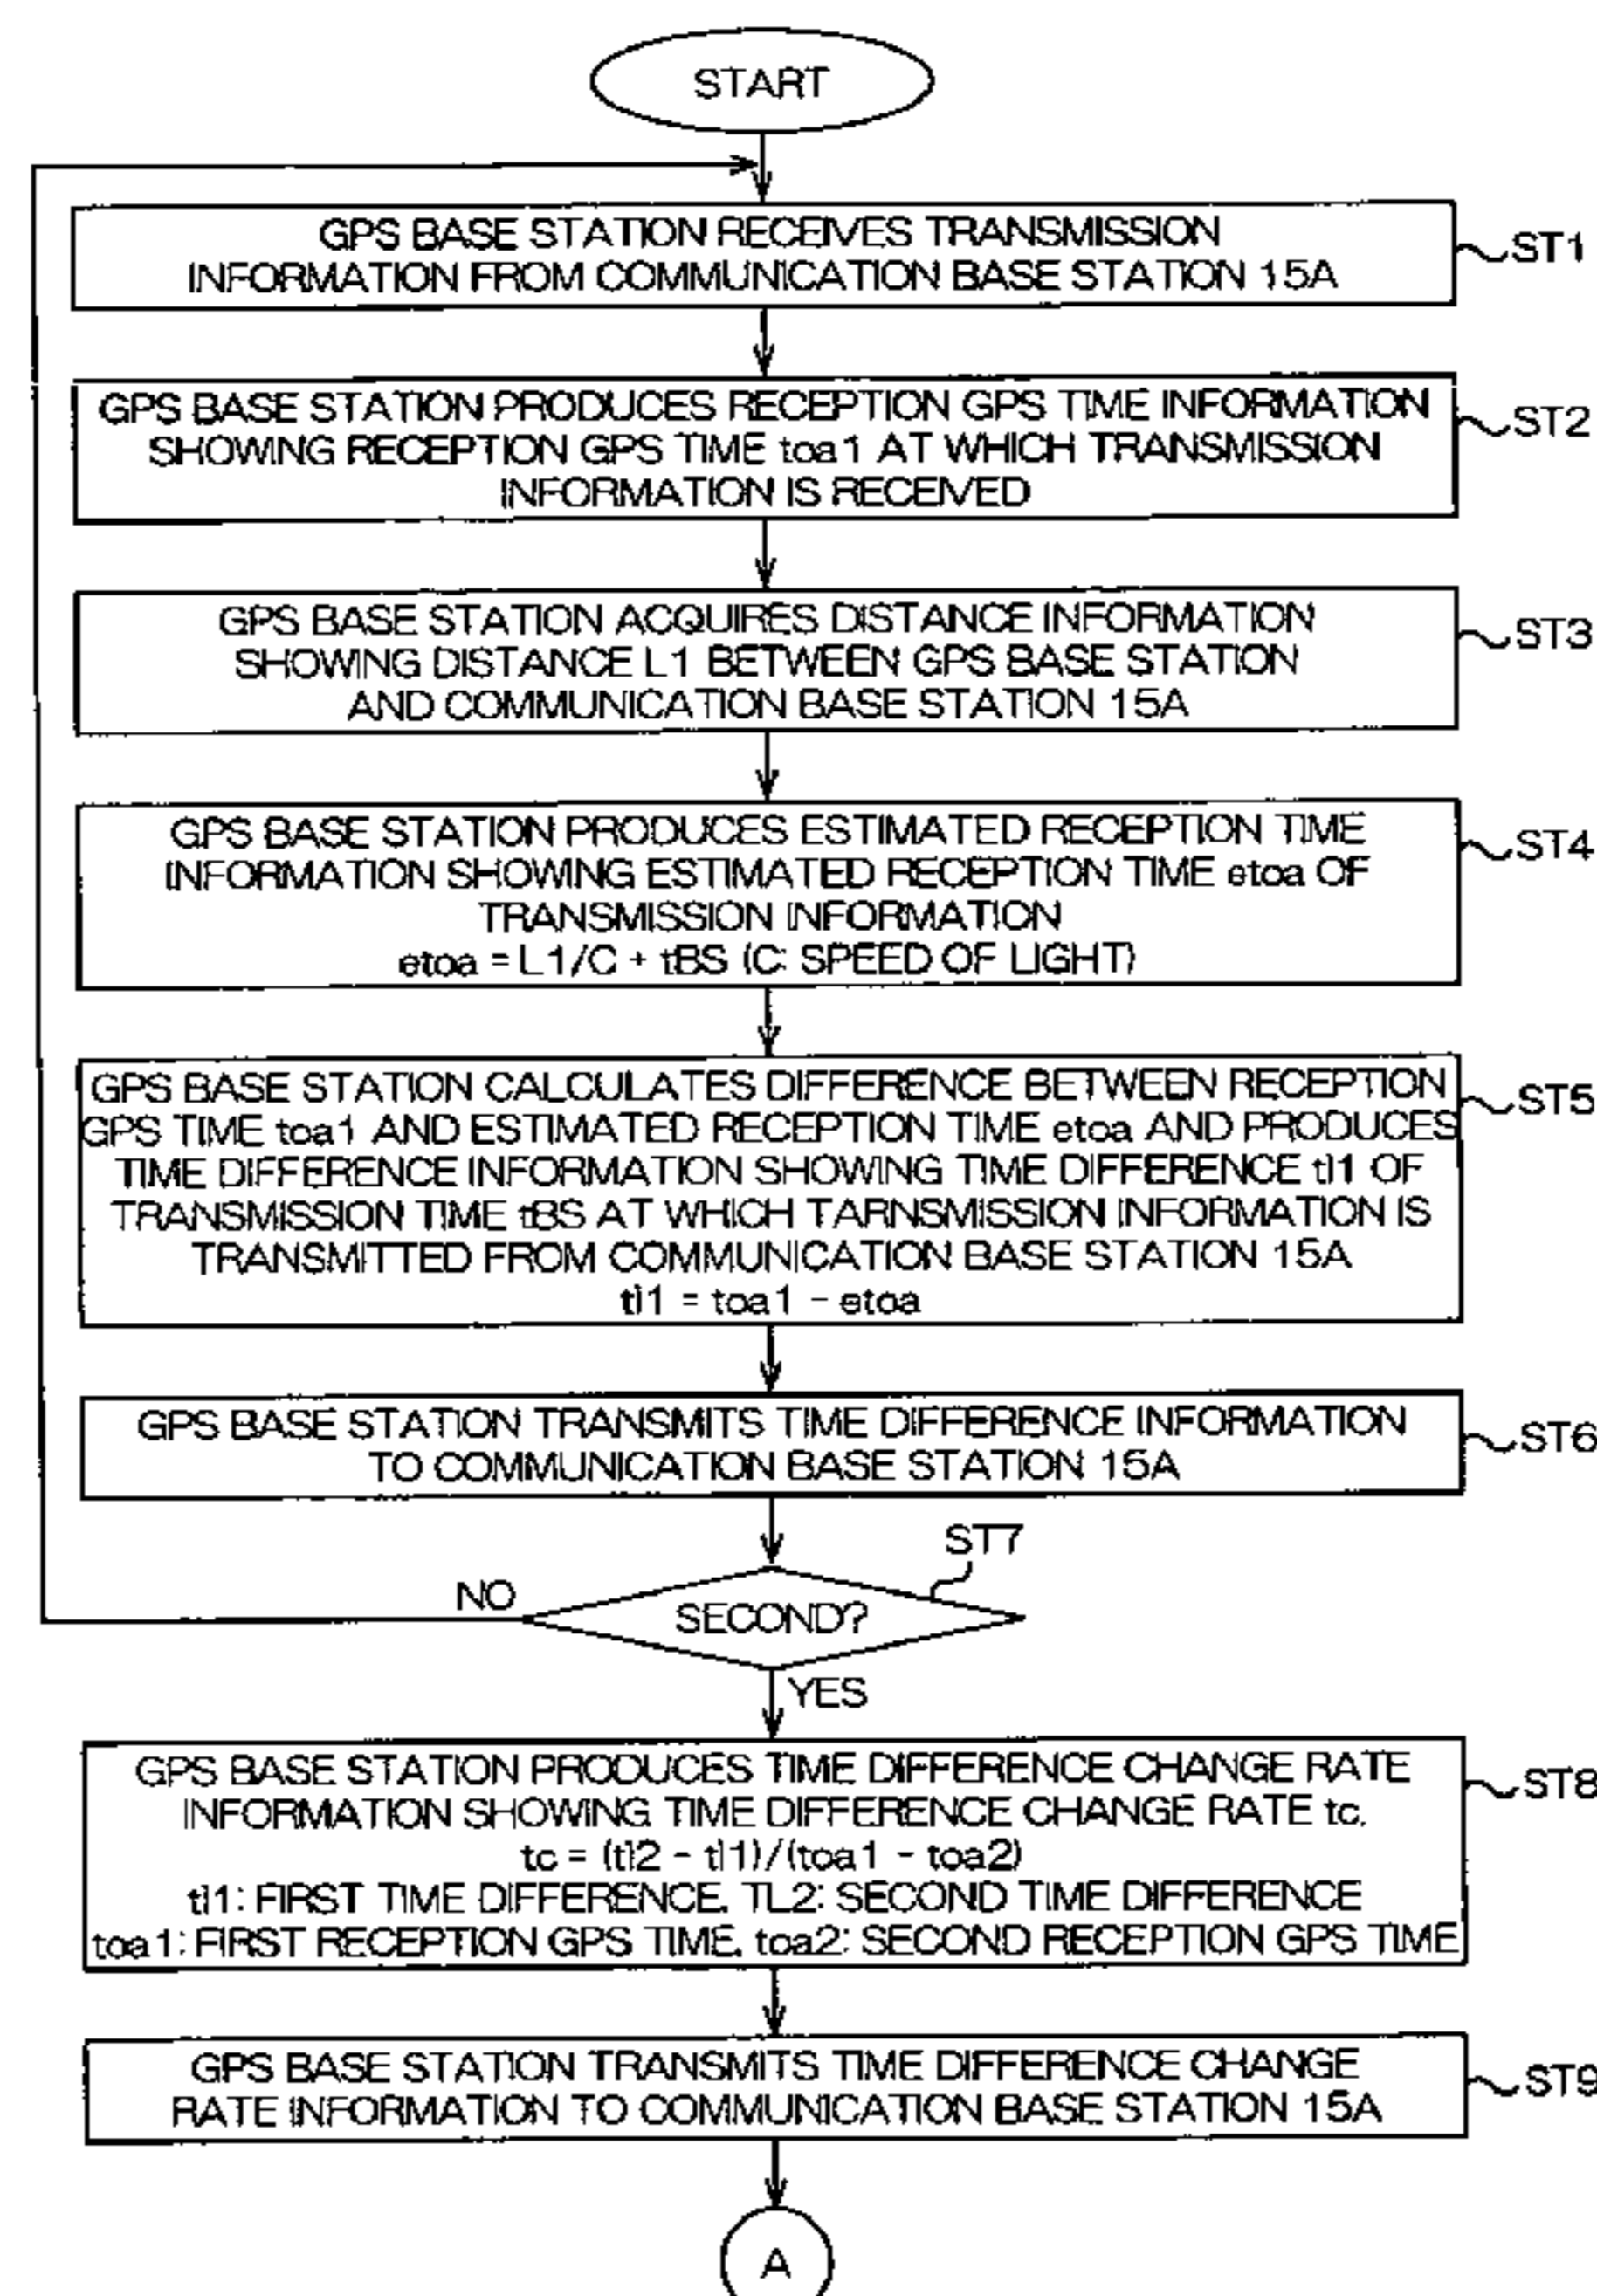 START
GPS BASE STATION RECEIVES TRANSMISSION
INFORMATION FROM COMMUNICATION BASE STATION 15A
ST1
GPS BASE STATION PRODUCES RECEPTION GPS TIME INFORMATION
SHOWING RECEPTION GPS TIME toa1 AT WHICH TRANSMISSION
INFORMATION IS RECEIVED
ST2
GPS BASE STATION ACQUIRES DISTANCE INFORMATION
SHOWING DISTANCE L1 BETWEEN GPS BASE STATION
AND COMMUNICATION BASE STATION 15A
ST3
GPS BASE STATION PRODUCES ESTIMATED RECEPTION TIME
INFORMATION SHOWING ESTIMATED RECEPTION TIME etoa OF
TRANSMISSION INFORMATION
etoa = L1/C + tBS (C: SPEED OF LIGHT)
ST4
GPS BASE STATION CALCULATES DIFFERENCE BETWEEN RECEPTION
GPS TIME toa1 AND ESTIMATED RECEPTION TIME etoa AND PRODUCES
TIME DIFFERENCE INFORMATION SHOWING TIME DIFFERENCE tl1 OF
TRANSMISSION TIME tBS AT WHICH TARNSMISSION INFORMATION IS
TRANSMITTED FROM COMMUNICATION BASE STATION 15A
tl1 = toa1 - etoa
ST5
GPS BASE STATION TRANSMITS TIME DIFFERENCE INFORMATION
TO COMMUNICATION BASE STATION 15A
ST6
ST7
NO
SECOND?
YES
GPS BASE STATION PRODUCES TIME DIFFERENCE CHANGE RATE
INFORMATION SHOWING TIME DIFFERENCE CHANGE RATE tc.
tc = (tl2 - tl1)/(toa1 - toa2)
tl1: FIRST TIME DIFFERENCE, TL2: SECOND TIME DIFFERENCE
toa1: FIRST RECEPTION GPS TIME, toa2: SECOND RECEPTION GPS TIME
ST8
GPS BASE STATION TRANSMITS TIME DIFFERENCE CHANGE
RATE INFORMATION TO COMMUNICATION BASE STATION 15A
ST9
A